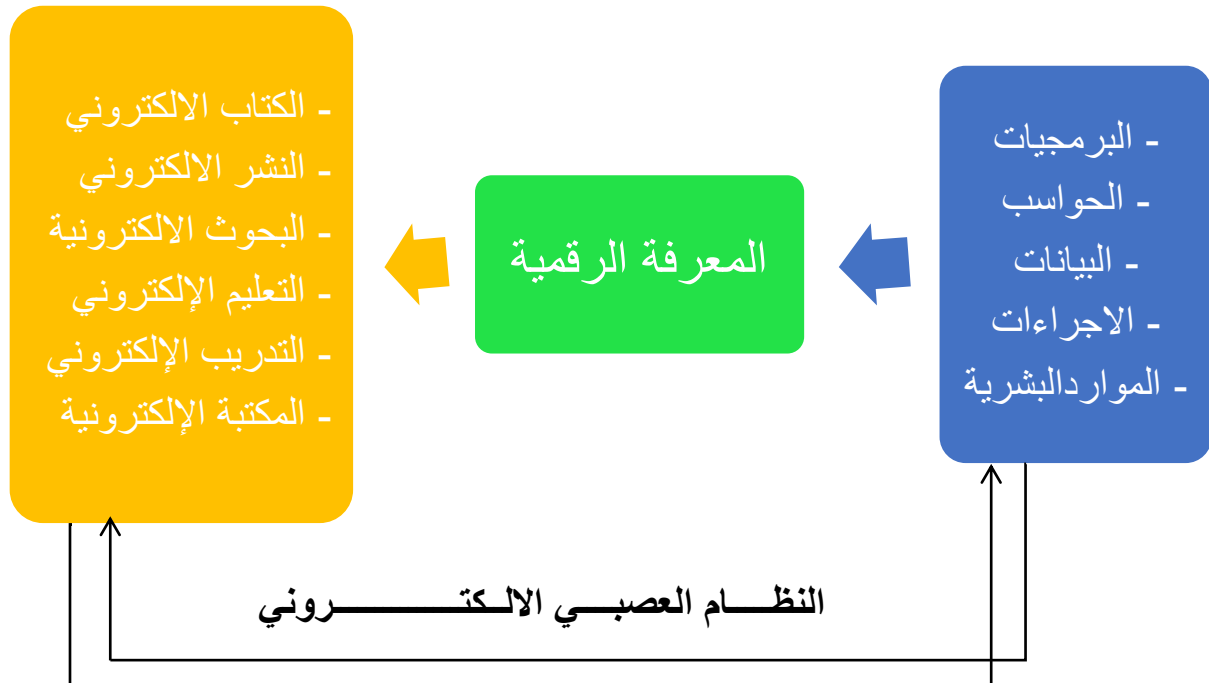 - البرمجيات
- الحواسب
- البيانات
- الاجراءات
- المواردالبشرية
المعرفة الرقمية
- الكتاب الالكتروني
- النشر الالكتروني
- البحوث الالكترونية
- التعليم الإلكتروني
- التدريب الإلكتروني
- المكتبة الإلكترونية
النظـــام العصبـــي الالـكتـــــــــروني